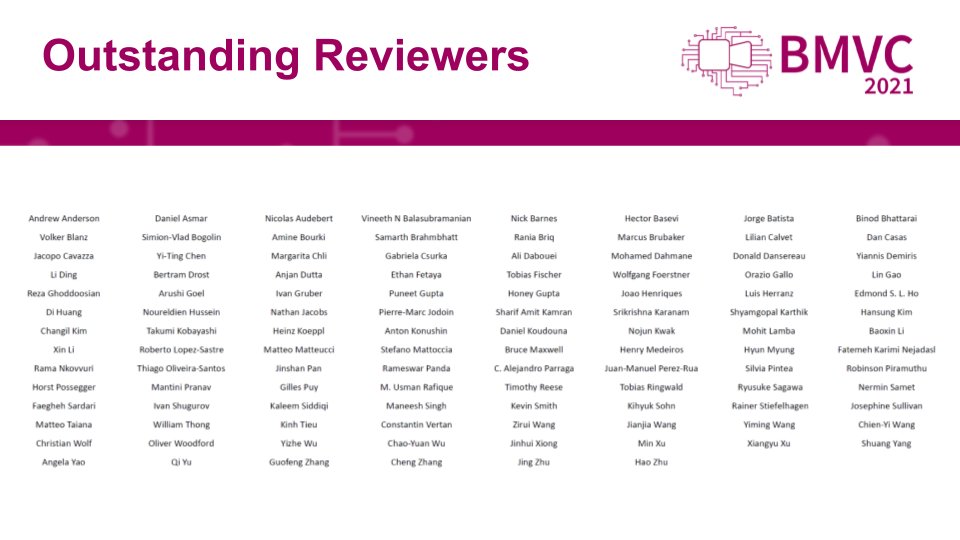 Outstanding Reviewers
BMVC
2021
Andrew Anderson Daniel Asmar Nicolas Audebert Vineeth N Balasubramanian Nick Barnes Hector Basevi Jorge Batista Binod Bhattarai
Volker Blanz Simion-Vlad Bogolin Amine Bourki Samarth Brahmbhatt Rania Briq Marcus Brubaker Lilian Calvet Dan Casas
Jacopo Cavazza Yi-Ting Chen Margarita Chli Gabriela Csurka Ali Dabouei Mohamed Dahmane Donald Dansereau Yiannis Demiris
Li Ding Bertram Drost Anjan Dutta Ethan Fetaya Tobias Fischer Wolfgang Foerstner Orazio Gallo Lin Gao
Reza Ghoddoosian Arushi Goel Ivan Gruber Puneet Gupta Honey Gupta Joao Henriques Luis Herranz Edmond S. L. Ho
Di Huang Noureldien Hussein Nathan Jacobs Pierre-Marc Jodoin Sharif Amit Kamran Srikrishna Karanam Shyamgopal Karthik Hansung Kim
Changil Kim Takumi Kobayashi Heinz Koeppl Anton Konushin Daniel Koudouna Nojun Kwak Mohit Lamba Baoxin Li
Xin Li Roberto Lopez-Sastre Matteo Matteucci Stefano Mattoccia Bruce Maxwell Henry Medeiros Hyun Myung Fatemeh Karimi Nejadasl
Rama Nkovvuri Thiago Oliveira-Santos Jinshan Pan Rameswar Panda C. Alejandro Parraga Juan-Manuel Perez-Rua Silvia Pintea Robinson Piramuthu
Horst Possegger Mantini Pranav Gilles Puy M. Usman Rafique Timothy Reese Tobias Ringwald Ryusuke Sagawa Nermin Samet
Faegheh Sardari Ivan Shugurov Kaleem Siddiqi Maneesh Singh Kevin Smith Kihyuk Sohn Rainer Stiefelhagen Josephine Sullivan
Matteo Taiana William Thong Kinh Tieu Constantin Vertan Zirui Wang Jianjia Wang Yiming Wang Chien-Yi Wang
Christian Wolf Oliver Woodford Yizhe Wu Chao-Yuan Wu Jinhui Xiong Min Xu Xiangyu Xu Shuang Yang
Angela Yao Qi Yu Guofeng Zhang Cheng Zhang Jing Zhu Hao Zhu